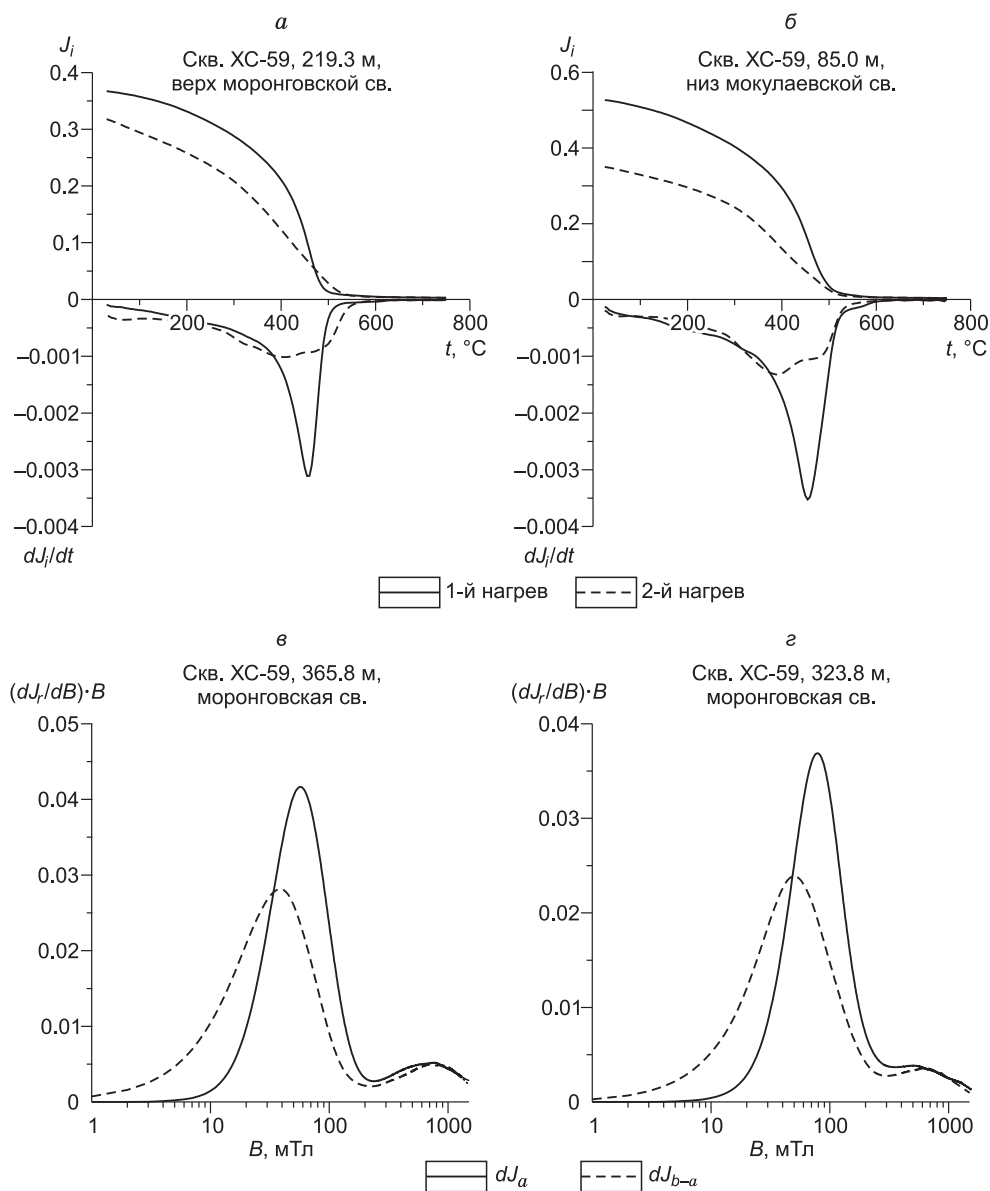 а
J_i
Скв. ХС-59, 219.3 м,
верх моронговской св.
0.4
0.3
0.2
0.1
0
200
400
600
800
t, °C
–0.001
–0.002
–0.003
–0.004
dJ_i/dt
б
J_i
Скв. ХС-59, 85.0 м,
низ мокулаевской св.
0.6
0.4
0.2
0
200
400
600
800
t, °C
–0.001
–0.002
–0.003
–0.004
dJ_i/dt
1-й нагрев
2-й нагрев
в
Скв. ХС-59, 365.8 м,
моронговская св.
(dJ_r/dB)·B
0.05
0.04
0.03
0.02
0.01
0
1
10
100
1000
B, мТл
г
Скв. ХС-59, 323.8 м,
моронговская св.
(dJ_r/dB)·B
0.04
0.03
0.02
0.01
0
1
10
100
1000
B, мТл
dJ_a
dJ_b–a